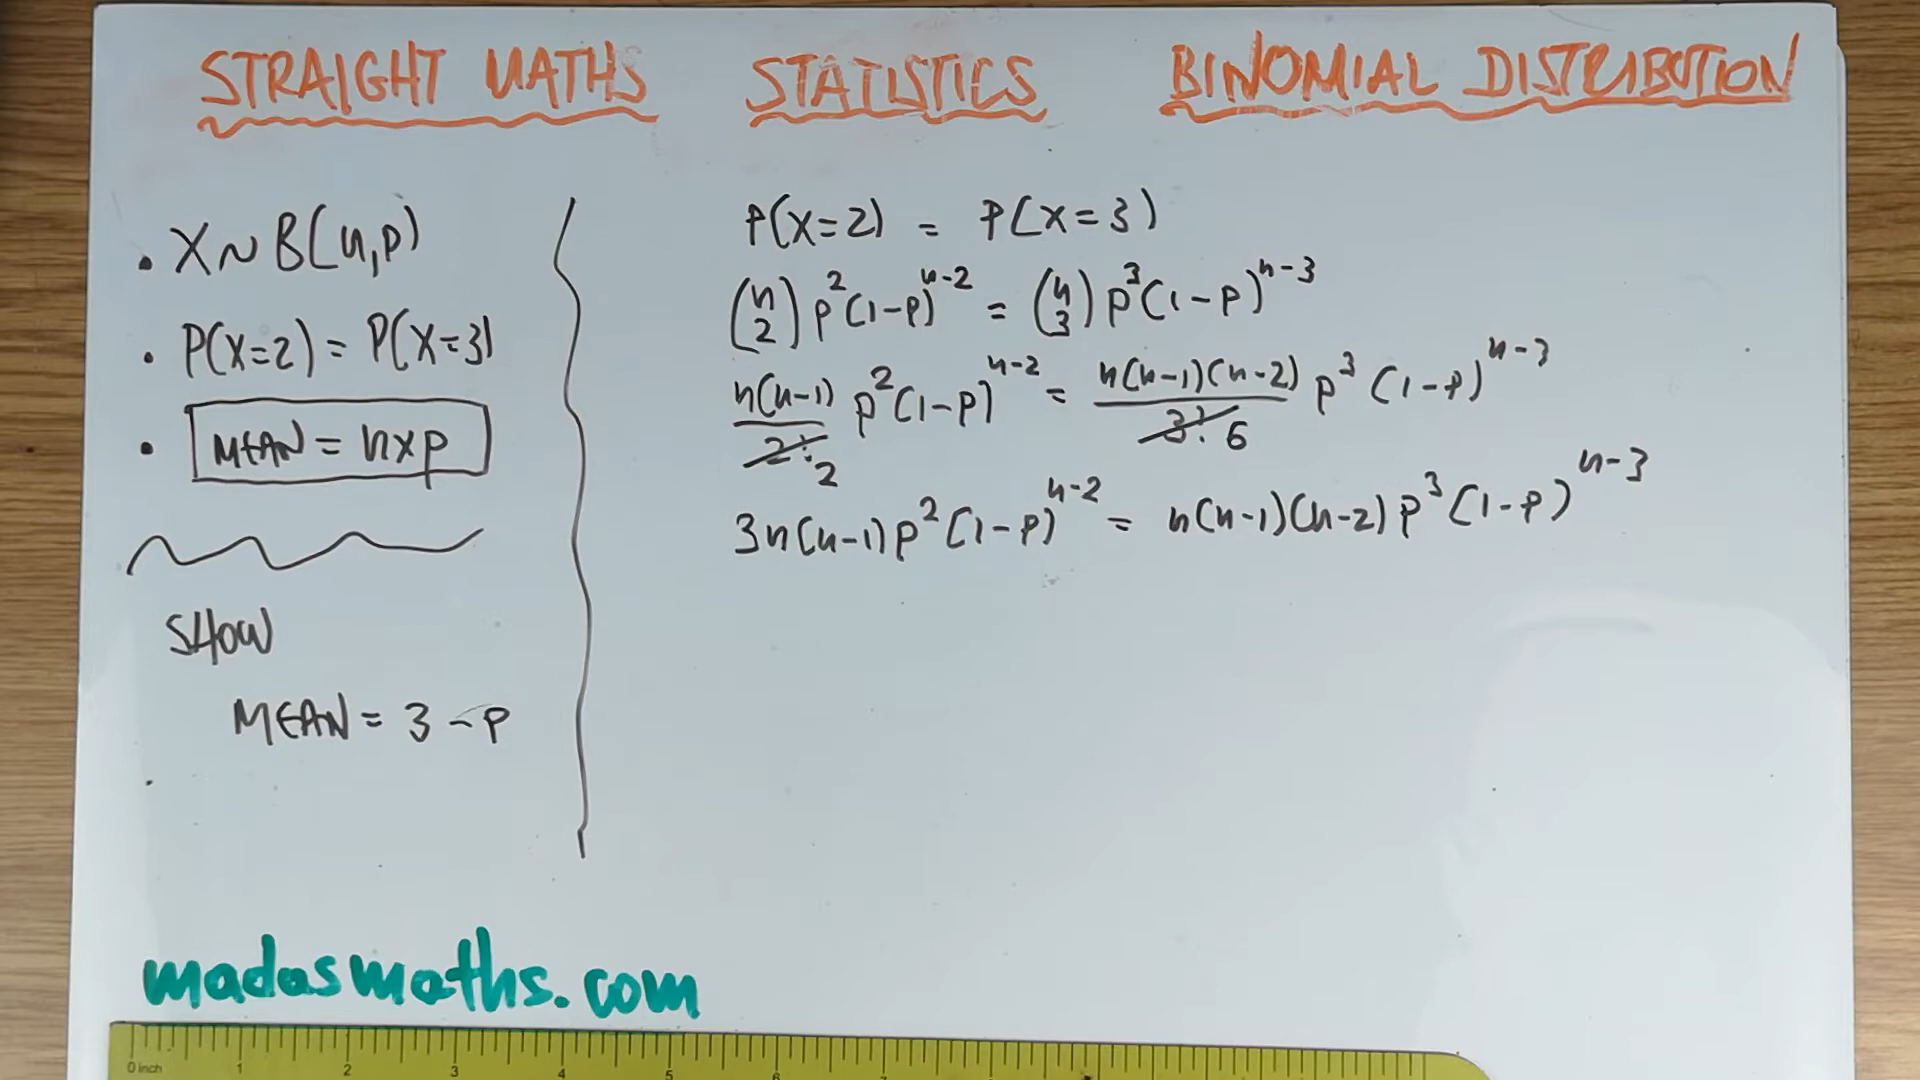 STRAIGHT MATHS STATISTICS BINOMIAL DISTRIBUTION
• X ~ B(n,p)
• P(X=2) = P(X=3)
• MEAN = n×p
SHOW
MEAN = 3 - P
P(X=2) = P(X=3)
(n 2) p²(1-p)ⁿ⁻² = (n 3) p³(1-p)ⁿ⁻³
n(n-1)/2! 2 p²(1-p)ⁿ⁻² = n(n-1)(n-2)/3! 6 p³(1-p)ⁿ⁻³
3n(n-1)p²(1-p)ⁿ⁻² = n(n-1)(n-2)p³(1-p)ⁿ⁻³
madasmaths.com
0 inch 1 2 3 4 5